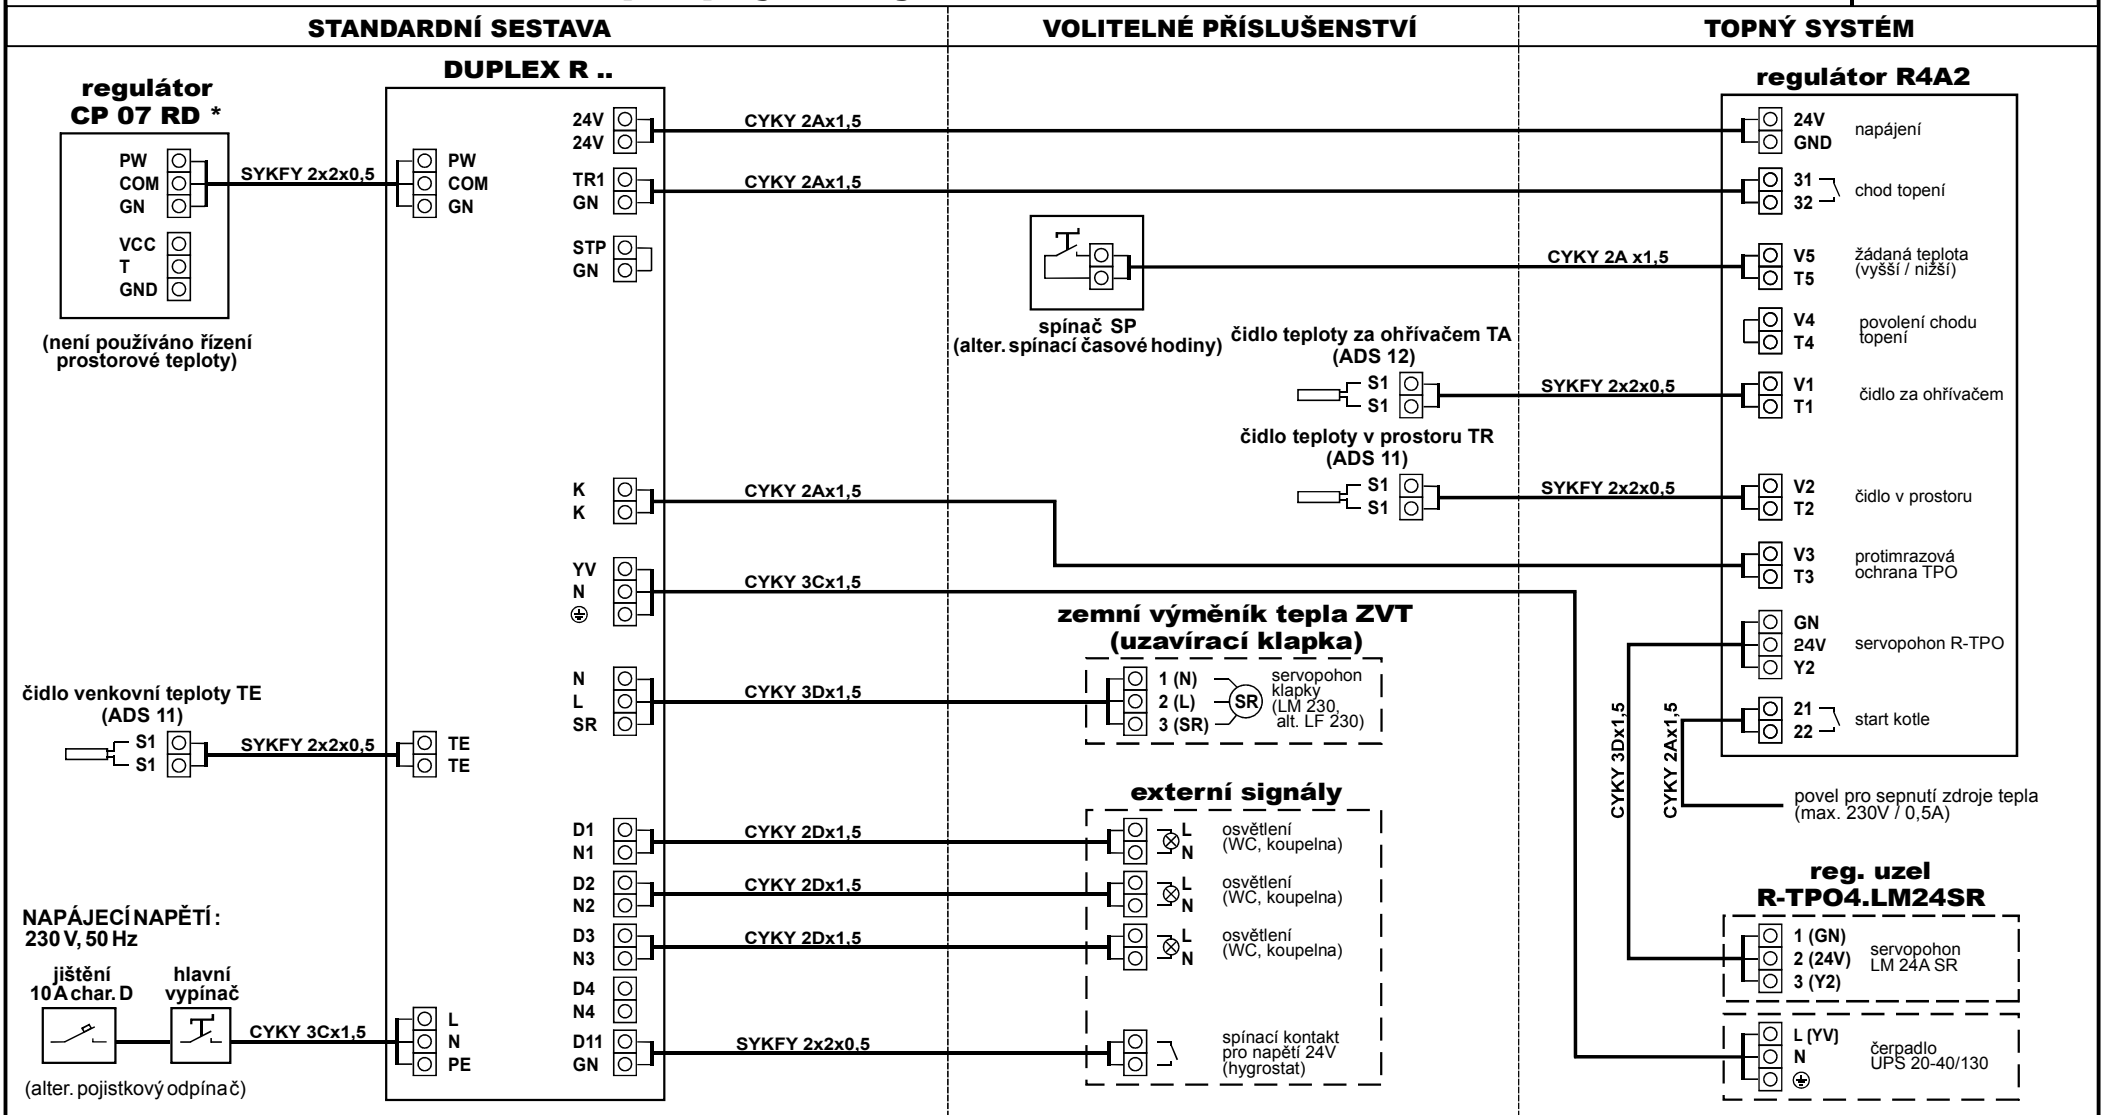 STANDARDNÍ SESTAVA
VOLITELNÉ PŘÍSLUŠENSTVÍ
TOPNÝ SYSTÉM
regulátor
CP 07 RD *
PW
COM
GN
VCC
T
GND
(není používáno řízení
prostorové teploty)
SYKFY 2x2x0,5
čidlo venkovní teploty TE
(ADS 11)
S1
S1
SYKFY 2x2x0,5
NAPÁJECÍ NAPĚTÍ :
230 V, 50 Hz
jištění
10 A char. D
hlavní
vypínač
CYKY 3Cx1,5
(alter. pojistkový odpínač)
DUPLEX R ..
PW
COM
GN
TE
TE
L
N
PE
24V
24V
TR1
GN
STP
GN
K
K
YV
N
N
L
SR
D1
N1
D2
N2
D3
N3
D4
N4
D11
GN
CYKY 2Ax1,5
CYKY 2Ax1,5
CYKY 2Ax1,5
CYKY 3Cx1,5
CYKY 3Dx1,5
CYKY 2Dx1,5
CYKY 2Dx1,5
CYKY 2Dx1,5
SYKFY 2x2x0,5
spínač SP
(alter. spínací časové hodiny)
CYKY 2A x1,5
čidlo teploty za ohřívačem TA
(ADS 12)
S1
S1
SYKFY 2x2x0,5
čidlo teploty v prostoru TR
(ADS 11)
S1
S1
SYKFY 2x2x0,5
zemní výměník tepla ZVT
(uzavírací klapka)
1 (N)
2 (L)
3 (SR)
SR
servopohon
klapky
(LM 230,
alt. LF 230)
externí signály
L
N
osvětlení
(WC, koupelna)
L
N
osvětlení
(WC, koupelna)
L
N
osvětlení
(WC, koupelna)
spínací kontakt
pro napětí 24V
(hygrostat)
regulátor R4A2
24V
GND
napájení
31
32
chod topení
V5
T5
žádaná teplota
(vyšší / nižší)
V4
T4
povolení chodu
topení
V1
T1
čidlo za ohřívačem
V2
T2
čidlo v prostoru
V3
T3
protimrazová
ochrana TPO
GN
24V
Y2
servopohon R-TPO
21
22
start kotle
CYKY 3Dx1,5
CYKY 2Ax1,5
povel pro sepnutí zdroje tepla
(max. 230V / 0,5A)
reg. uzel
R-TPO4.LM24SR
1 (GN)
2 (24V)
3 (Y2)
servopohon
LM 24A SR
L (YV)
N
čerpadlo
UPS 20-40/130